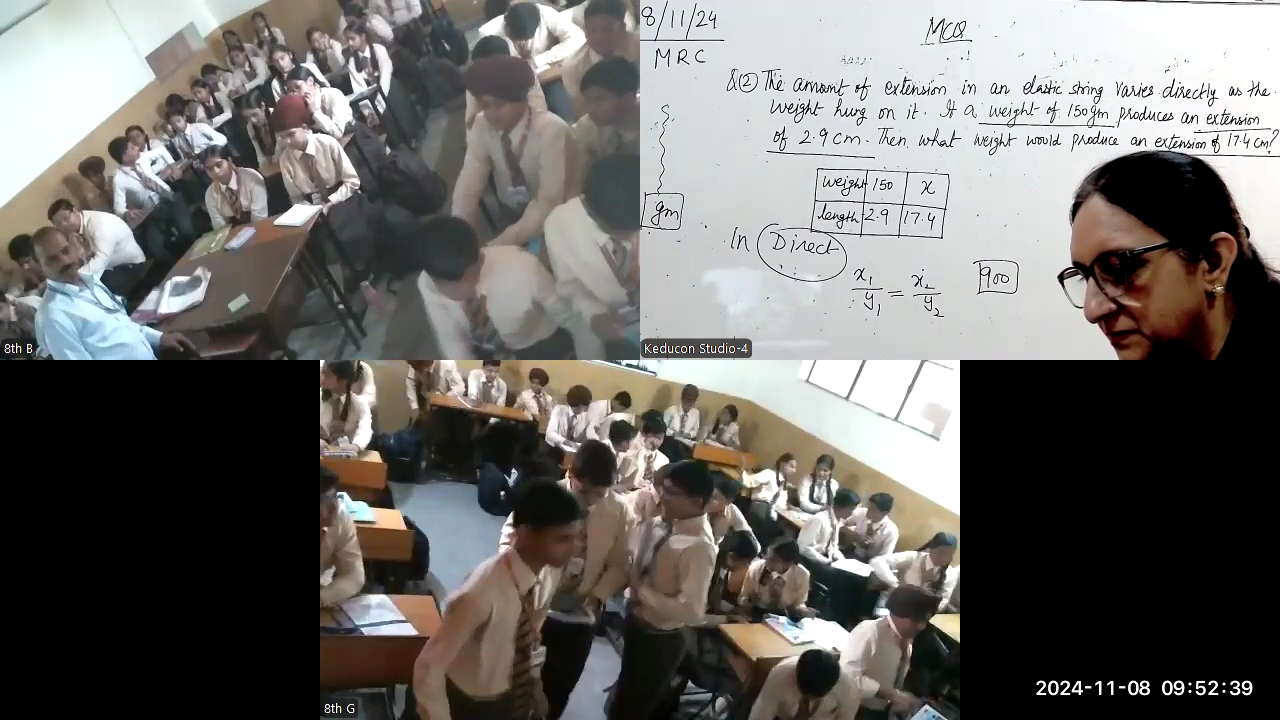 8/11/24
MRC
MCQ
Q② The amount of extension in an elastic string varies directly as the
weight hung on it. If a weight of 150gm produces an extension
of 2.9 cm. Then, what weight would produce an extension of 17.4 cm?
weight 150 x
length 2.9 17.4
gm
In Direct
x₁/y₁ = x₂/y₂
900
8th B
Keducon Studio-4
8th G
2024-11-08 09:52:39